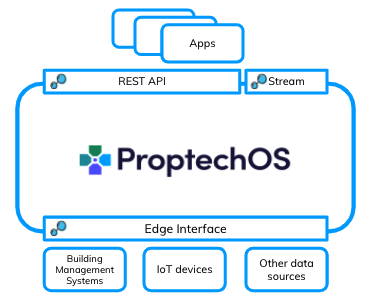 Apps
REST API
Stream
ProptechOS
Edge Interface
Building
Management
Systems
IoT devices
Other data
sources